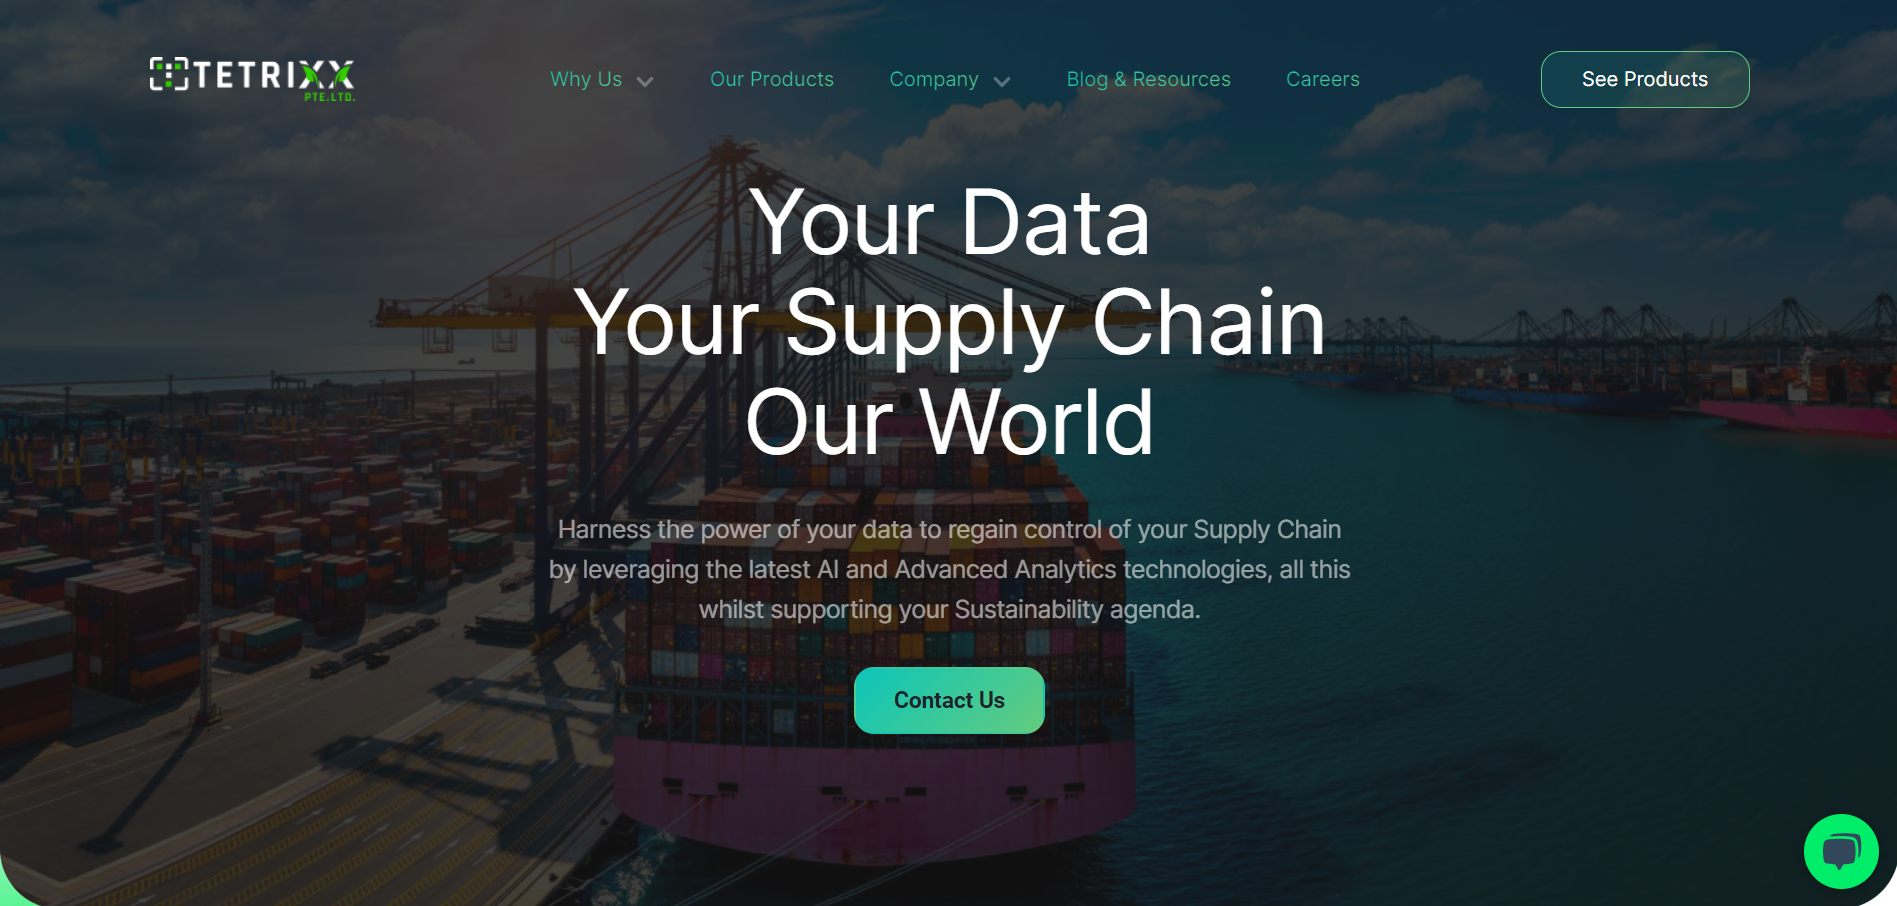 TETRIXX
PTE.LTD.
Why Us
Our Products
Company
Blog & Resources
Careers
See Products
Your Data
Your Supply Chain
Our World
Harness the power of your data to regain control of your Supply Chain
by leveraging the latest AI and Advanced Analytics technologies, all this
whilst supporting your Sustainability agenda.
Contact Us